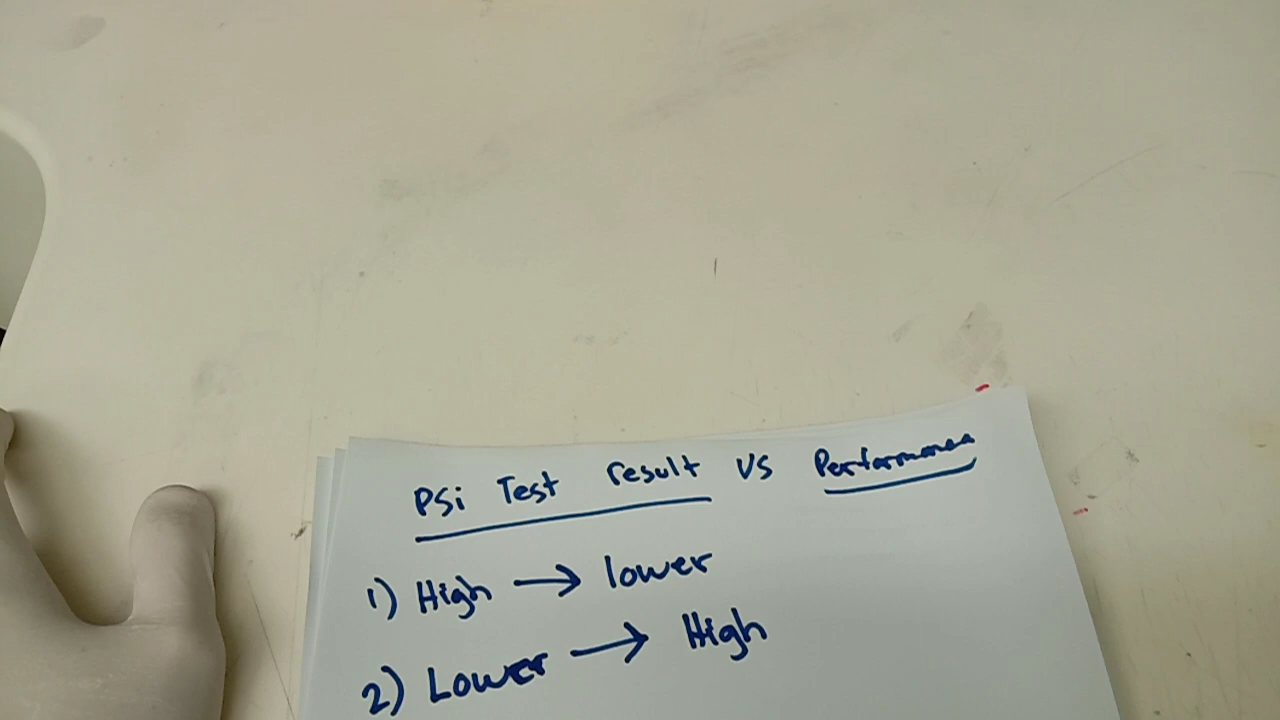 PSi Test result VS Performance
1) High → lower
2) Lower → High